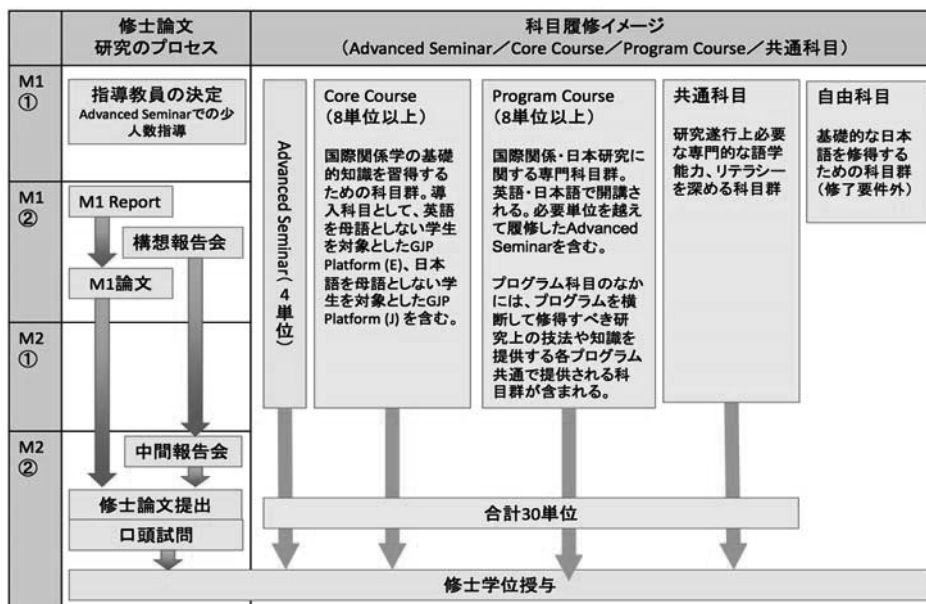 修士論文
研究のプロセス
科目履修イメージ
(Advanced Seminar／Core Course／Program Course／共通科目)
M1
①
指導教員の決定
Advanced Seminarでの少
人数指導
M1
②
M1 Report
構想報告会
M1論文
M2
①
M2
②
中間報告会
修士論文提出
口頭試問
Advanced Seminar(4単位)
Core Course
(8単位以上)
国際関係学の基礎
的知識を習得する
ための科目群。導
入科目として、英語
を母語としない学生
を対象としたGJP
Platform (E)、日本
語を母語としない学
生を対象としたGJP
Platform (J) を含む。
Program Course
(8単位以上)
国際関係・日本研究に
関する専門科目群。
英語・日本語で開講さ
れる。必要単位を越え
て履修したAdvanced
Seminarを含む。
プログラム科目のなか
には、プログラムを横
断して修得すべき研
究上の技法や知識を
提供する各プログラム
共通で提供される科
目群が含まれる。
共通科目
研究遂行上必要
な専門的な語学
能力、リテラシー
を深める科目群
自由科目
基礎的な日本
語を修得する
ための科目群
(修了要件外)
合計30単位
修士学位授与